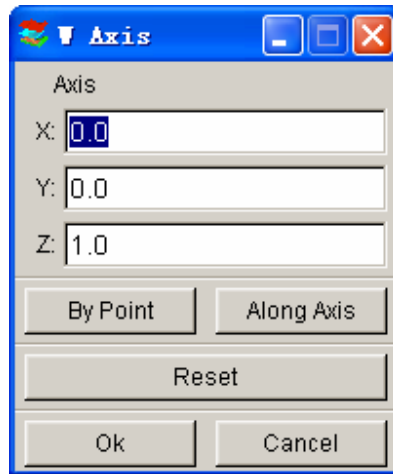 W Axis
Axis
X: 0.0
Y: 0.0
Z: 1.0
By Point Along Axis
Reset
Ok Cancel